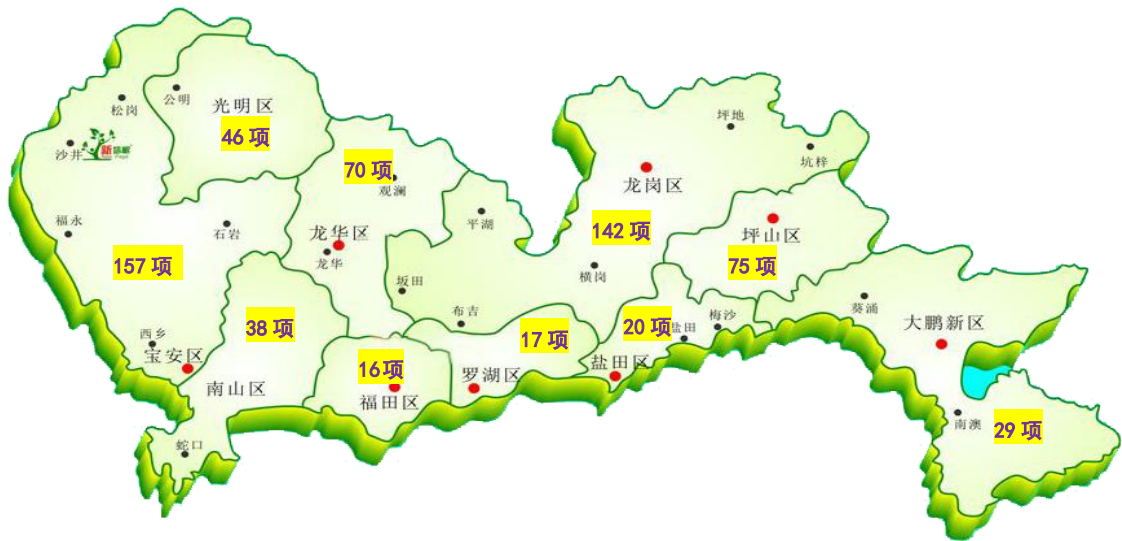 公明
光明区
46 项
松岗
沙井
新
70 项
观澜
坪地
坑梓
龙岗区
142 项
平湖
坪山区
75 项
福永
石岩
157 项
龙华区
龙华
坂田
横岗
布吉
38 项
西乡
宝安区
南山区
蛇口
16项
福田区
17 项
罗湖区
20 项
盐田
梅沙
盐田区
葵涌
大鹏新区
南澳
29 项